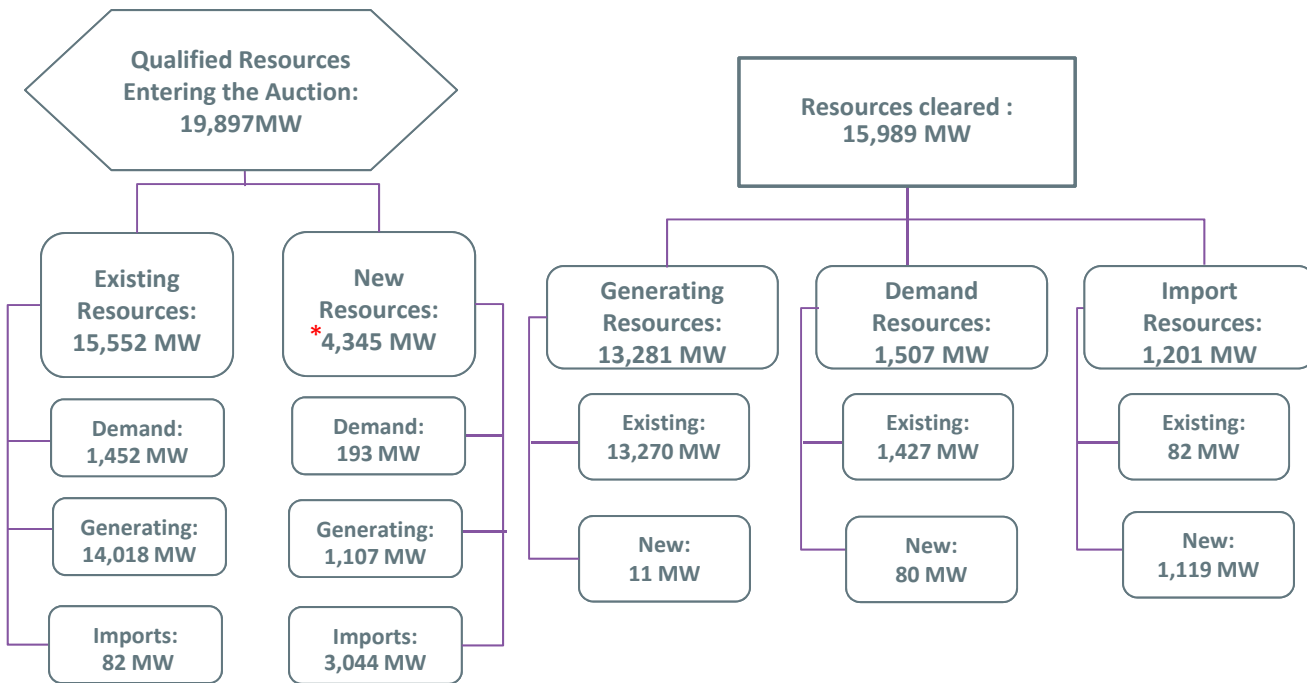 Qualified Resources
Entering the Auction:
19,897MW
Existing
Resources:
15,552 MW
Demand:
1,452 MW
Generating:
14,018 MW
Imports:
82 MW
New
Resources:
*4,345 MW
Demand:
193 MW
Generating:
1,107 MW
Imports:
3,044 MW
Resources cleared :
15,989 MW
Generating
Resources:
13,281 MW
Existing:
13,270 MW
New:
11 MW
Demand
Resources:
1,507 MW
Existing:
1,427 MW
New:
80 MW
Import
Resources:
1,201 MW
Existing:
82 MW
New:
1,119 MW